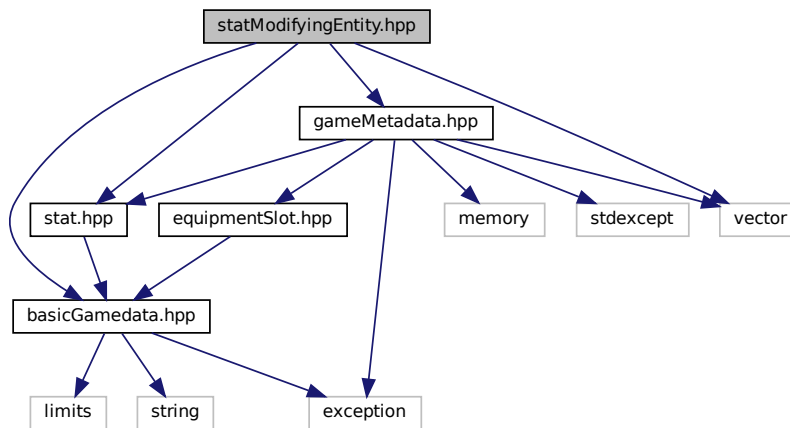 statModifyingEntity.hpp
gameMetadata.hpp
stat.hpp
equipmentSlot.hpp
memory
stdexcept
vector
basicGamedata.hpp
limits
string
exception